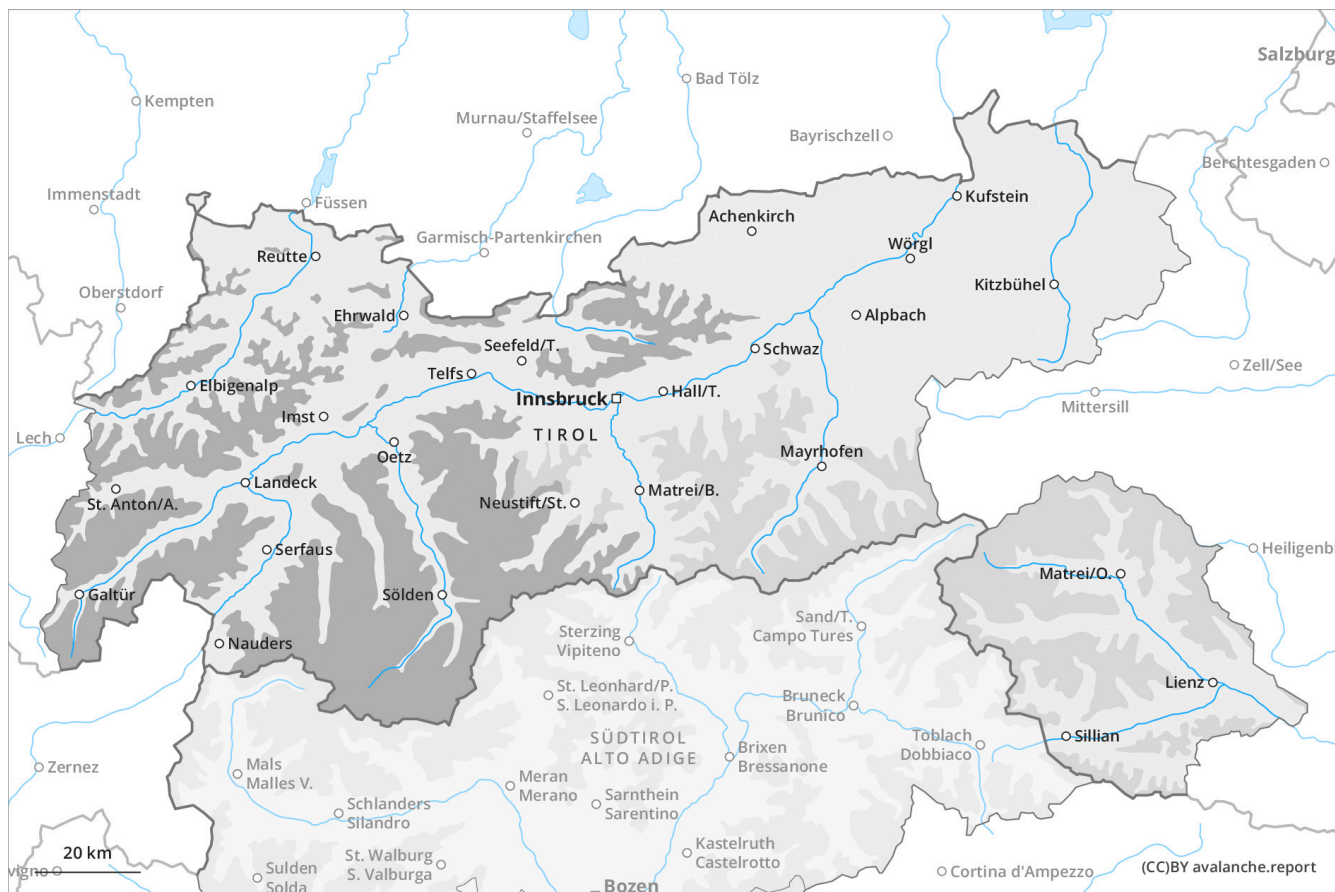 Salzburg
Bad Tölz
Kempten
Murnau/Staffelsee
Bayrischzell
Berchtesgaden
Immenstadt
Füssen
Kufstein
Achenkirch
Garmisch-Partenkirchen
Wörgl
Reutte
Kitzbühel
Oberstdorf
Ehrwald
Alpbach
Seefeld/T.
Schwaz
Zell/See
Telfs
Elbigenalp
Hall/T.
Innsbruck
Mittersill
Imst
Lech
TIROL
Oetz
Mayrhofen
Landeck
St. Anton/A.
Neustift/St.
Matrei/B.
Serfaus
Heiligenb
Matrei/O.
Galtür
Sölden
Sand/T.
Campo Tures
Sterzing
Vipiteno
Nauders
Lienz
St. Leonhard/P.
S. Leonardo i. P.
Bruneck
Brunico
SÜDTIROL
ALTO ADIGE
Toblach
Dobbiaco
Sillian
Brixen
Bressanone
Zernez
Mals
Malles V.
Meran
Merano
Schlanders
Silandro
Sarnthein
Sarentino
Kastelruth
Castelrotto
20 km
St. Walburg
S. Valburga
vigno
Sulden
Solda
Cortina d'Ampezzo
(CC)BY avalanche.report
Bozen